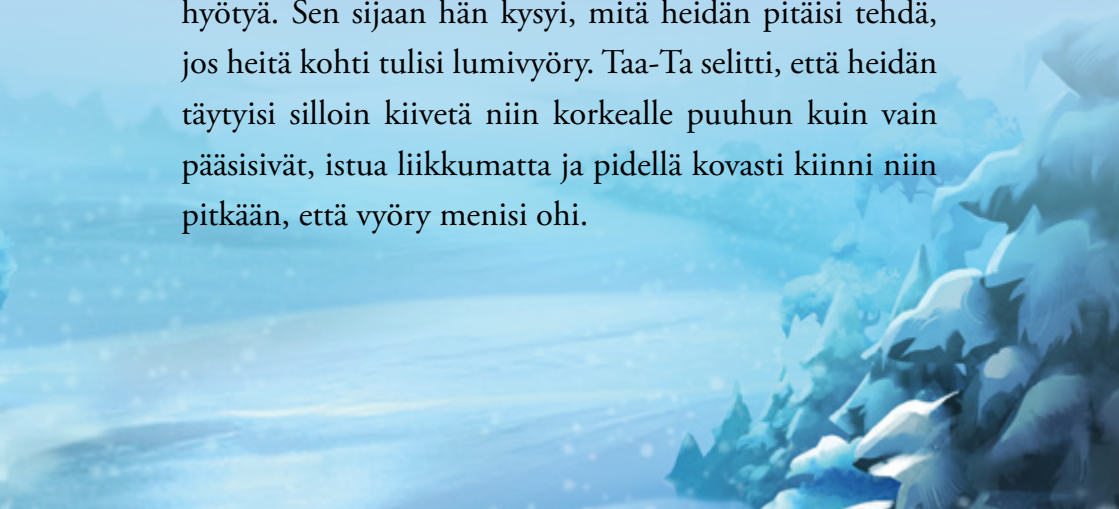 hyötyä. Sen sijaan hän kysyi, mitä heidän pitäisi tehdä,
jos heitä kohti tulisi lumivyöry. Taa-Ta selitti, että heidän
täytyisi silloin kiivetä niin korkealle puuhun kuin vain
pääsisivät, istua liikkumatta ja pidellä kovasti kiinni niin
pitkään, että vyöry menisi ohi.